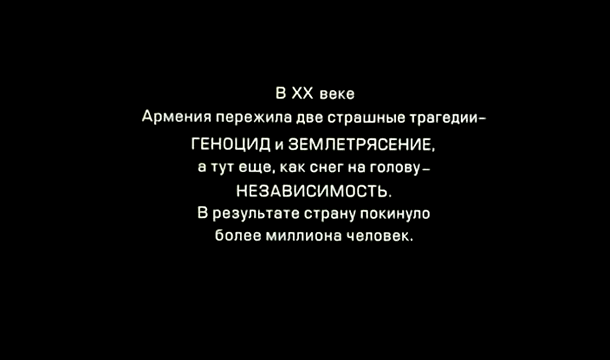 В XX веке
Армения пережила две страшные трагедии–
ГЕНОЦИД и ЗЕМЛЕТРЯСЕНИЕ,
а тут еще, как снег на голову–
НЕЗАВИСИМОСТЬ.
В результате страну покинуло
более миллиона человек.